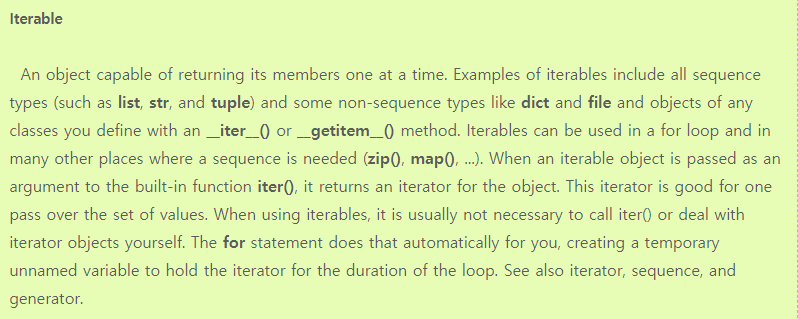 Iterable
An object capable of returning its members one at a time. Examples of iterables include all sequence
types (such as list, str, and tuple) and some non-sequence types like dict and file and objects of any
classes you define with an __iter__() or __getitem__() method. Iterables can be used in a for loop and in
many other places where a sequence is needed (zip(), map(), ...). When an iterable object is passed as an
argument to the built-in function iter(), it returns an iterator for the object. This iterator is good for one
pass over the set of values. When using iterables, it is usually not necessary to call iter() or deal with
iterator objects yourself. The for statement does that automatically for you, creating a temporary
unnamed variable to hold the iterator for the duration of the loop. See also iterator, sequence, and
generator.